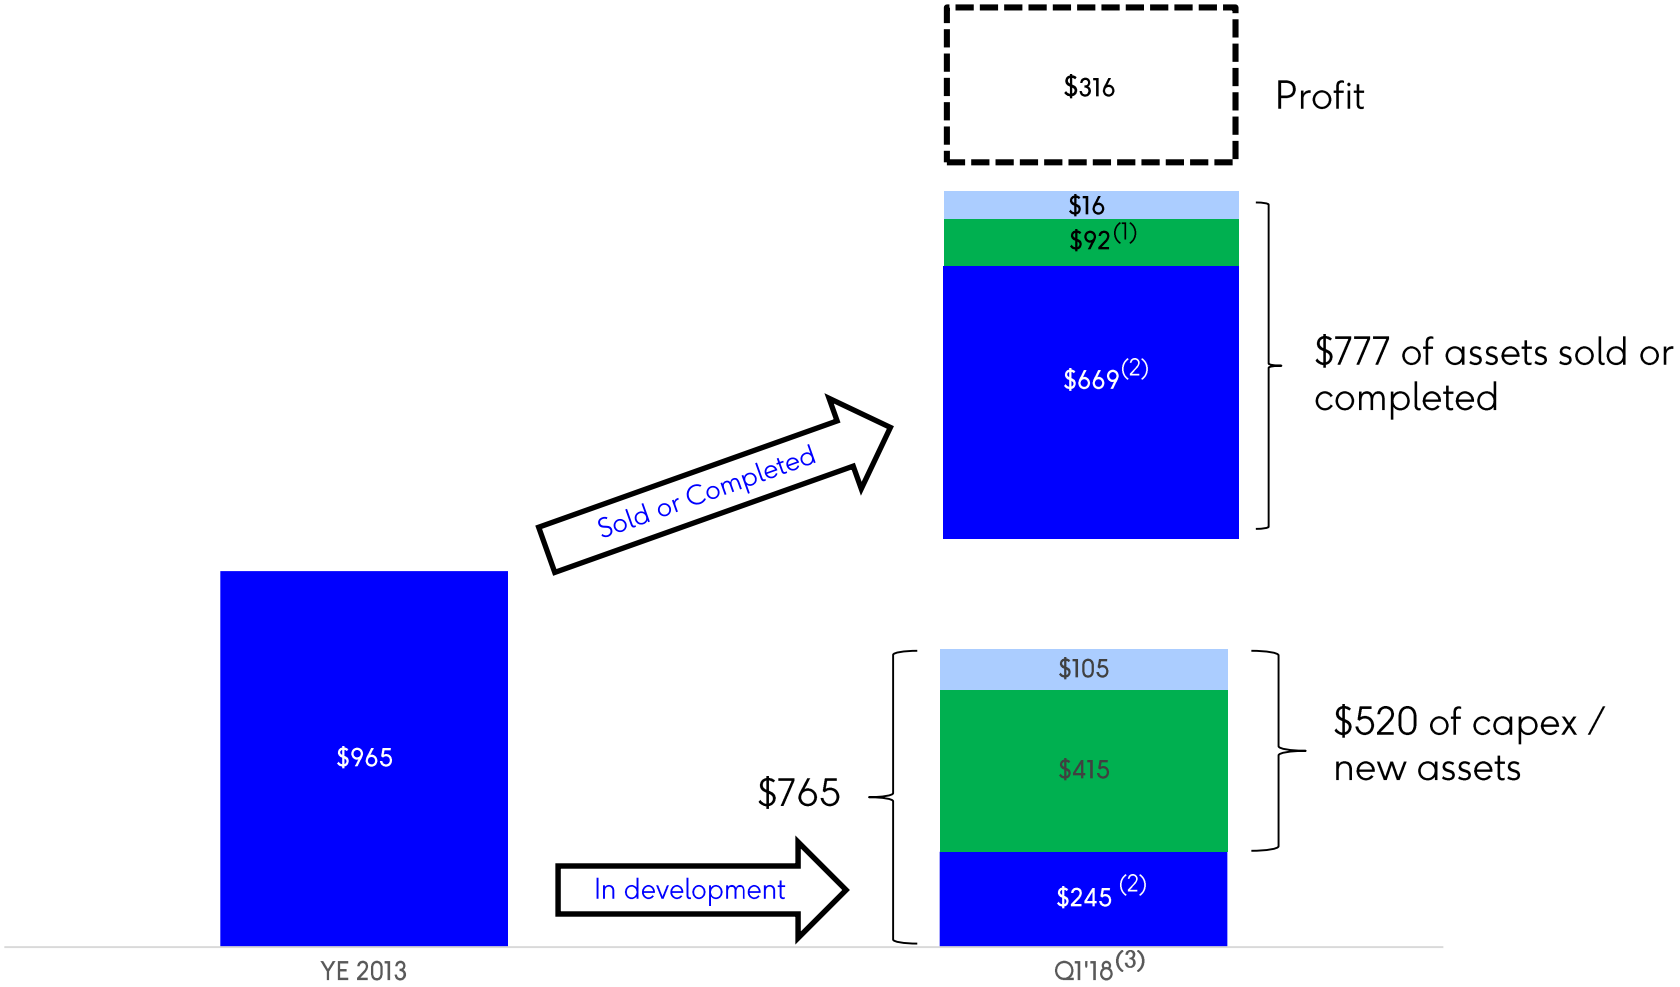 $316
Profit
$16
$92(1)
$669(2)
$777 of assets sold or
completed
Sold or Completed
$965
$105
$415
$245 (2)
$520 of capex /
new assets
$765
In development
YE 2013
Q1'18(3)